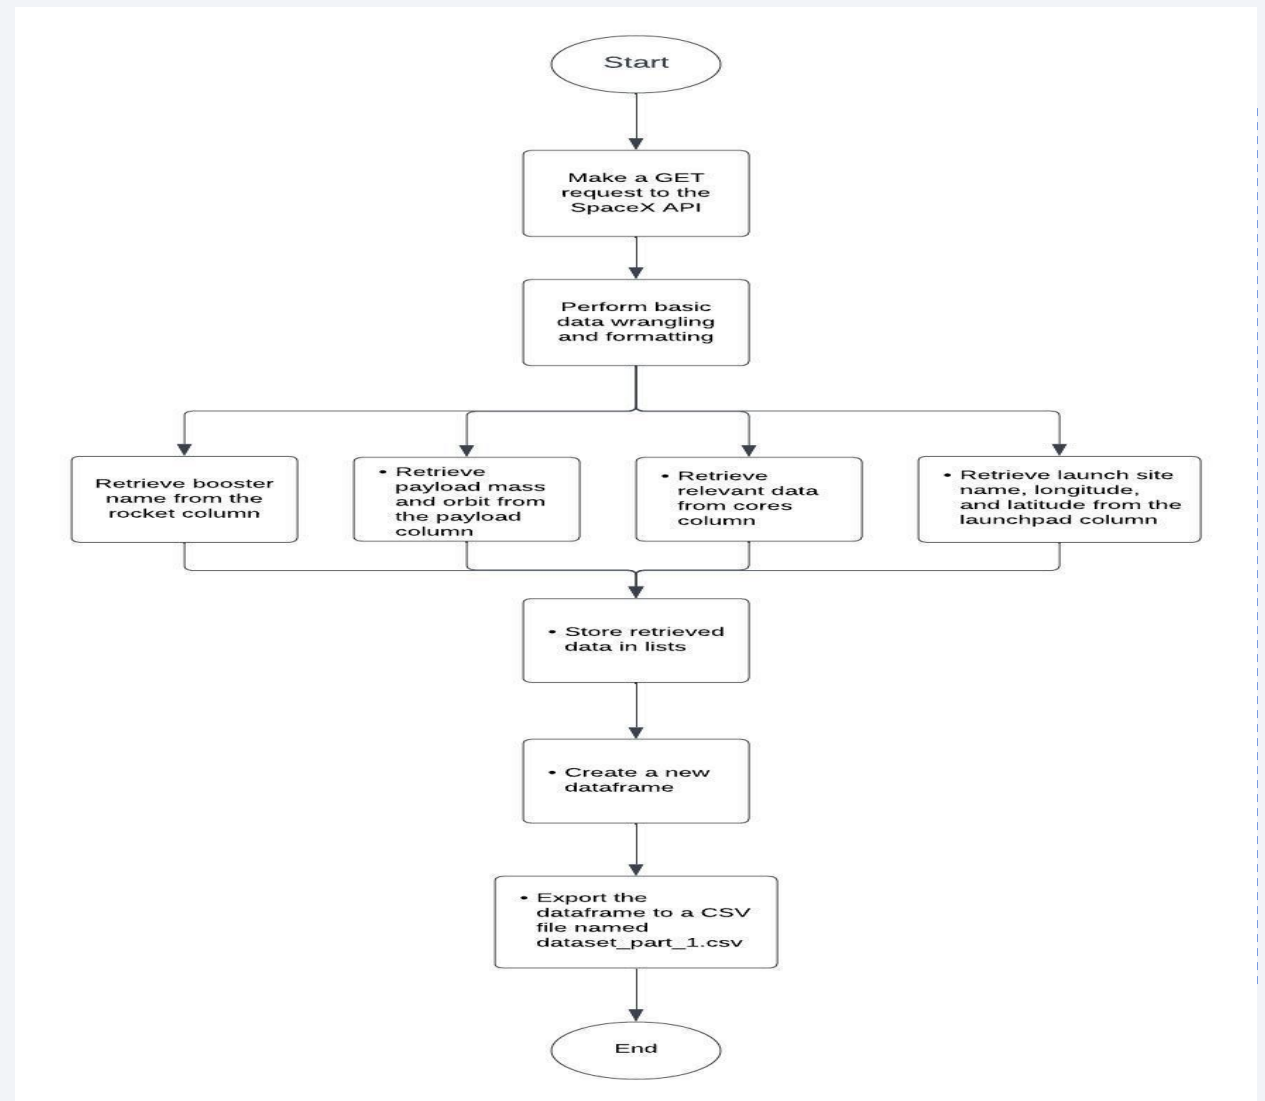 Start
Make a GET
request to the
SpaceX API
Perform basic
data wrangling
and formatting
Retrieve booster
name from the
rocket column
• Retrieve
payload mass
and orbit from
the payload
column
• Retrieve
relevant data
from cores
column
• Retrieve launch site
name, longitude,
and latitude from the
launchpad column
• Store retrieved
data in lists
• Create a new
dataframe
• Export the
dataframe to a CSV
file named
dataset_part_1.csv
End